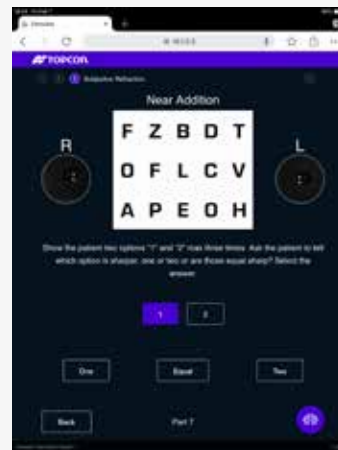 TOPCON
Subjective Refraction
Near Addition
R
L
F Z B D T
O F L C V
A P E O H
Show the patient two options "1" and "2" max three times. Ask the patient to tell
which option is sharper, one or two or are those equal sharp? Select the
answer.
1
2
One
Equal
Two
Back
Part 7